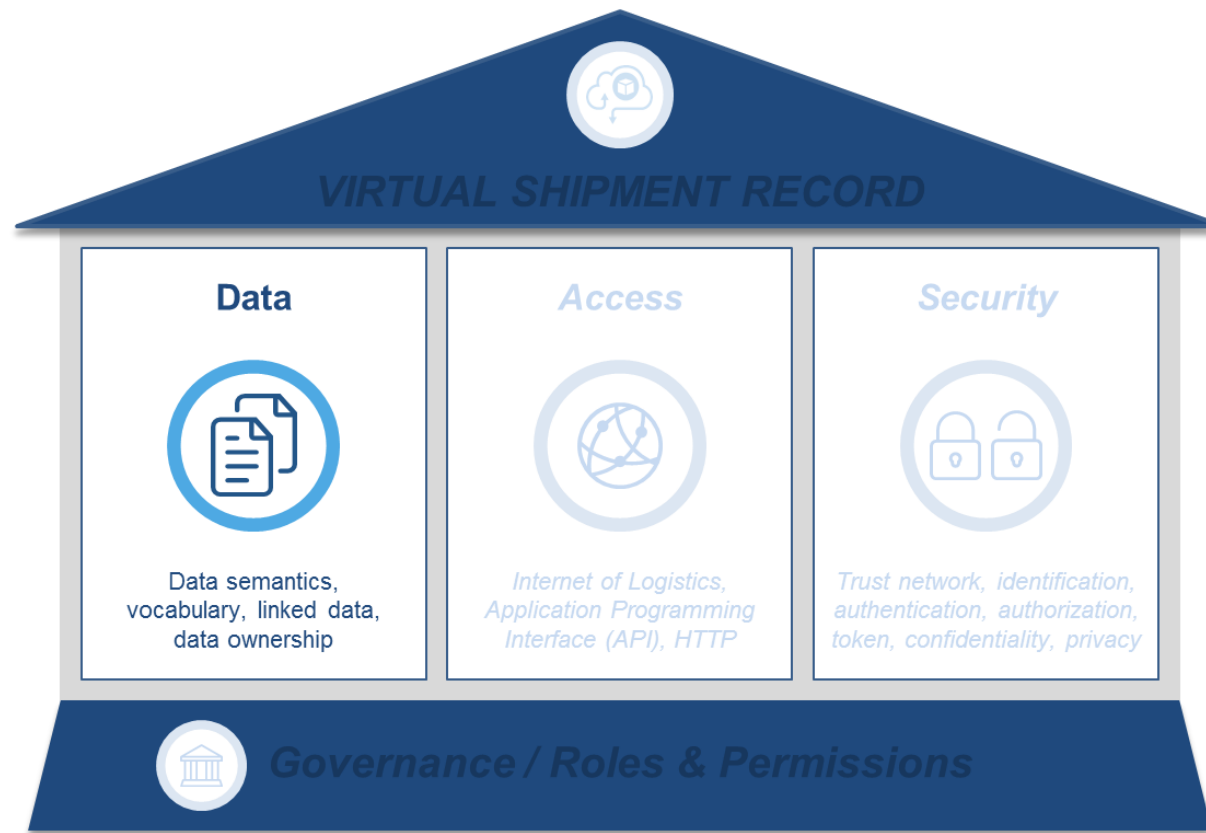 VIRTUAL SHIPMENT RECORD
Data
Data semantics,
vocabulary, linked data,
data ownership
Access
Internet of Logistics,
Application Programming
Interface (API), HTTP
Security
Trust network, identification,
authentication, authorization,
token, confidentiality, privacy
Governance / Roles & Permissions